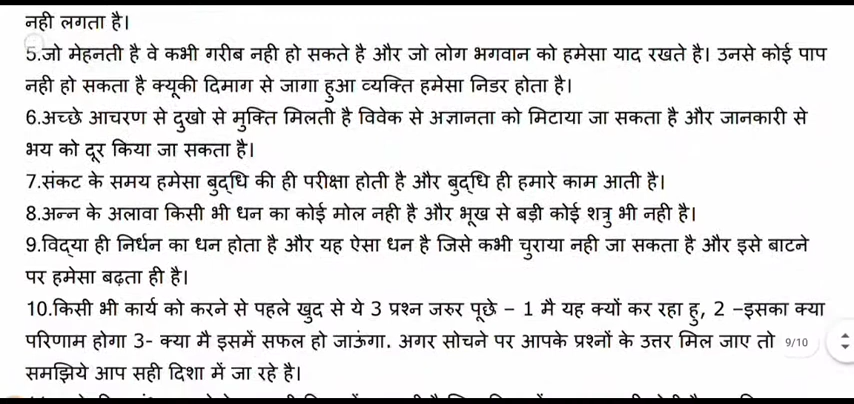 नही लगता है।
5.जो मेहनती है वे कभी गरीब नही हो सकते है और जो लोग भगवान को हमेसा याद रखते है। उनसे कोई पाप
नही हो सकता है क्यूकी दिमाग से जागा हुआ व्यक्ति हमेसा निडर होता है।
6.अच्छे आचरण से दुखो से मुक्ति मिलती है विवेक से अज्ञानता को मिटाया जा सकता है और जानकारी से
भय को दूर किया जा सकता है।
7.संकट के समय हमेसा बुद्धि की ही परीक्षा होती है और बुद्धि ही हमारे काम आती है।
8.अन्न के अलावा किसी भी धन का कोई मोल नही है और भूख से बड़ी कोई शत्रु भी नही है।
9.विद्या ही निर्धन का धन होता है और यह ऐसा धन है जिसे कभी चुराया नही जा सकता है और इसे बाटने
पर हमेसा बढ़ता ही है।
10.किसी भी कार्य को करने से पहले खुद से ये 3 प्रश्न जरुर पूछे – 1 मै यह क्यों कर रहा हु, 2 –इसका क्या
परिणाम होगा 3- क्या मै इसमें सफल हो जाऊंगा. अगर सोचने पर आपके प्रश्नों के उत्तर मिल जाए तो 9/10
समझिये आप सही दिशा में जा रहे है।